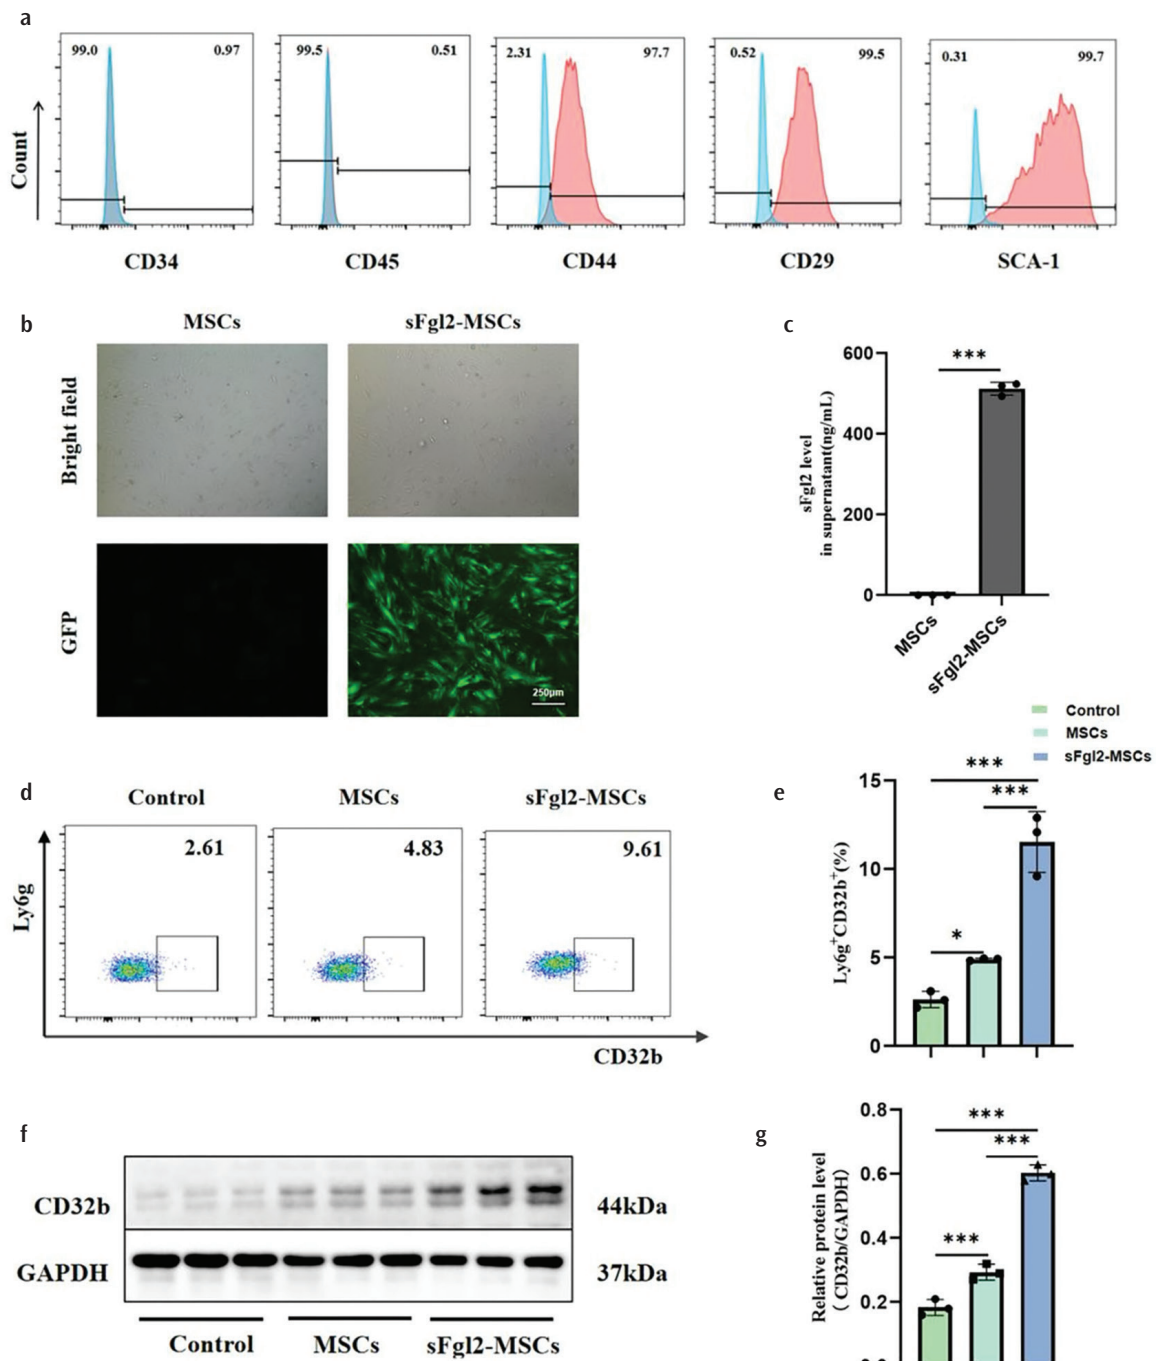 a
99.0 0.97
99.5 0.51
2.31 97.7
0.52 99.5
0.31 99.7
Count
CD34 CD45 CD44 CD29 SCA-1
b
MSCs sFgl2-MSCs
Bright field
GFP
250μm
c
***
sFgl2 level
in supernatant(ng/mL)
600
400
200
0
MSCs
sFgl2-MSCs
Control
MSCs
sFgl2-MSCs
d
Control MSCs sFgl2-MSCs
2.61 4.83 9.61
Ly6g
CD32b
e
***
***
*
Ly6g+CD32b+(%)
15
10
5
0
f
CD32b 44kDa
GAPDH 37kDa
Control MSCs sFgl2-MSCs
g
***
***
***
Relative protein level
( CD32b/GAPDH)
0.8
0.6
0.4
0.2